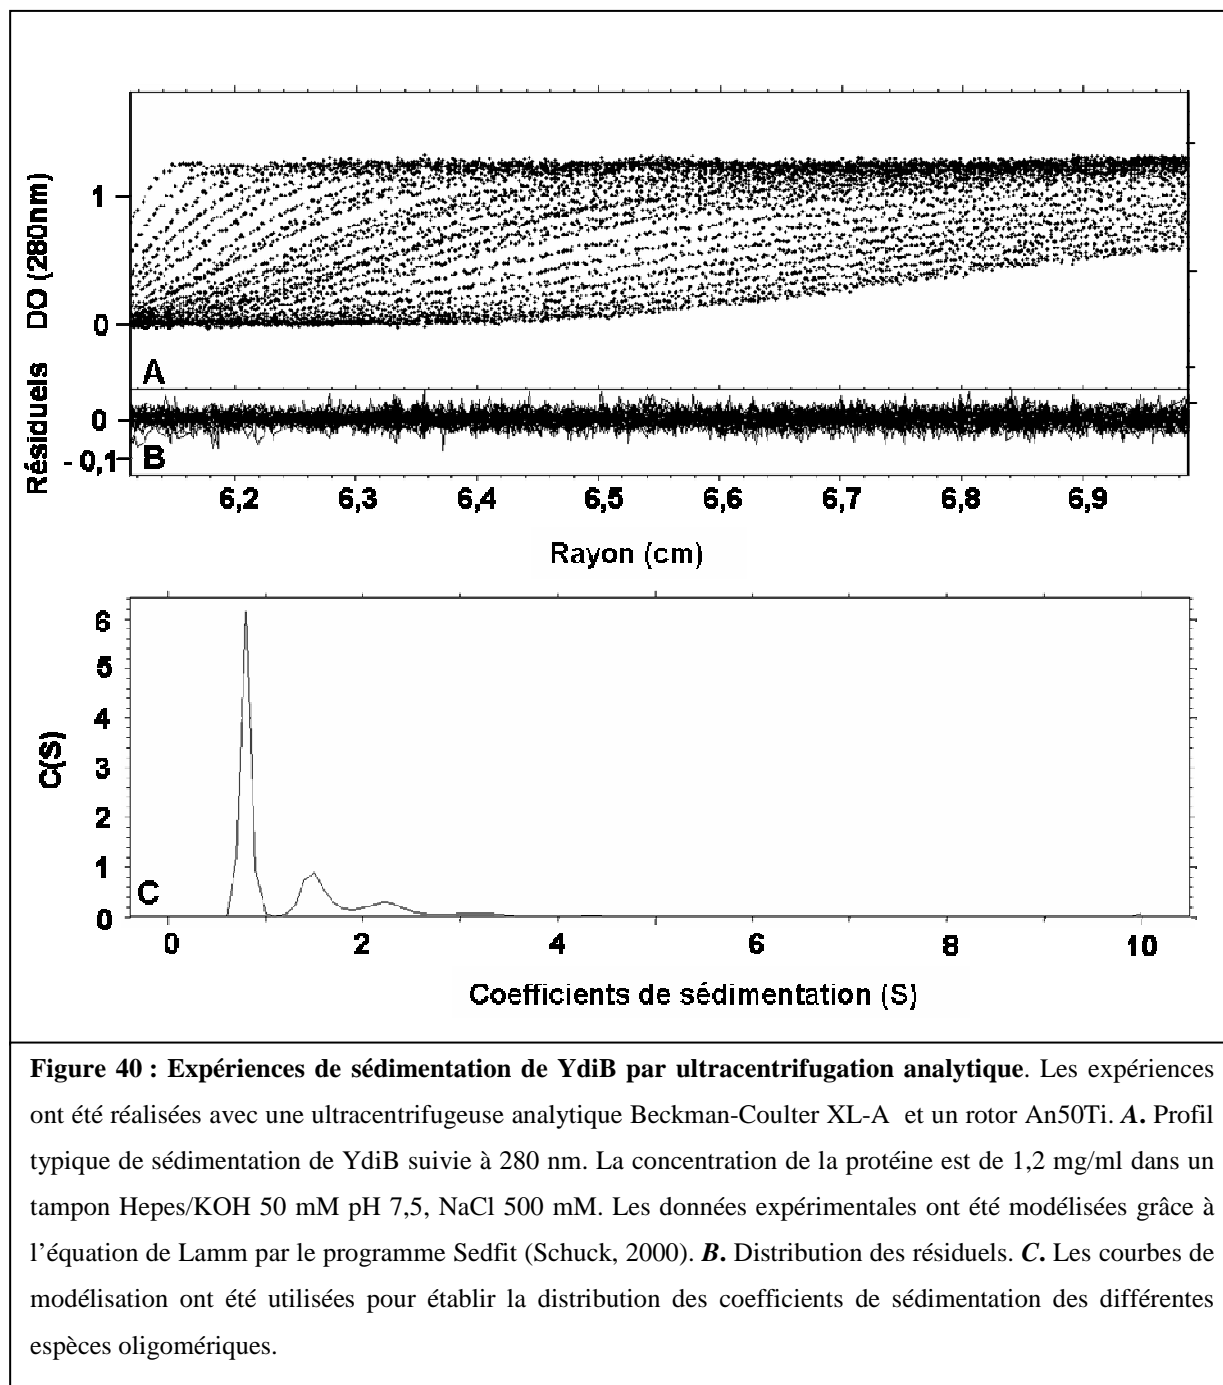 DO (280nm)
1
0
A
Résiduels
0
- 0,1
B
6,2 6,3 6,4 6,5 6,6 6,7 6,8 6,9
Rayon (cm)
C(S)
6
5
4
3
2
1
0
C
0 2 4 6 8 10
Coefficients de sédimentation (S)
Figure 40 : Expériences de sédimentation de YdiB par ultracentrifugation analytique. Les expériences
ont été réalisées avec une ultracentrifugeuse analytique Beckman-Coulter XL-A et un rotor An50Ti. A. Profil
typique de sédimentation de YdiB suivie à 280 nm. La concentration de la protéine est de 1,2 mg/ml dans un
tampon Hepes/KOH 50 mM pH 7,5, NaCl 500 mM. Les données expérimentales ont été modélisées grâce à
l'équation de Lamm par le programme Sedfit (Schuck, 2000). B. Distribution des résiduels. C. Les courbes de
modélisation ont été utilisées pour établir la distribution des coefficients de sédimentation des différentes
espèces oligomériques.